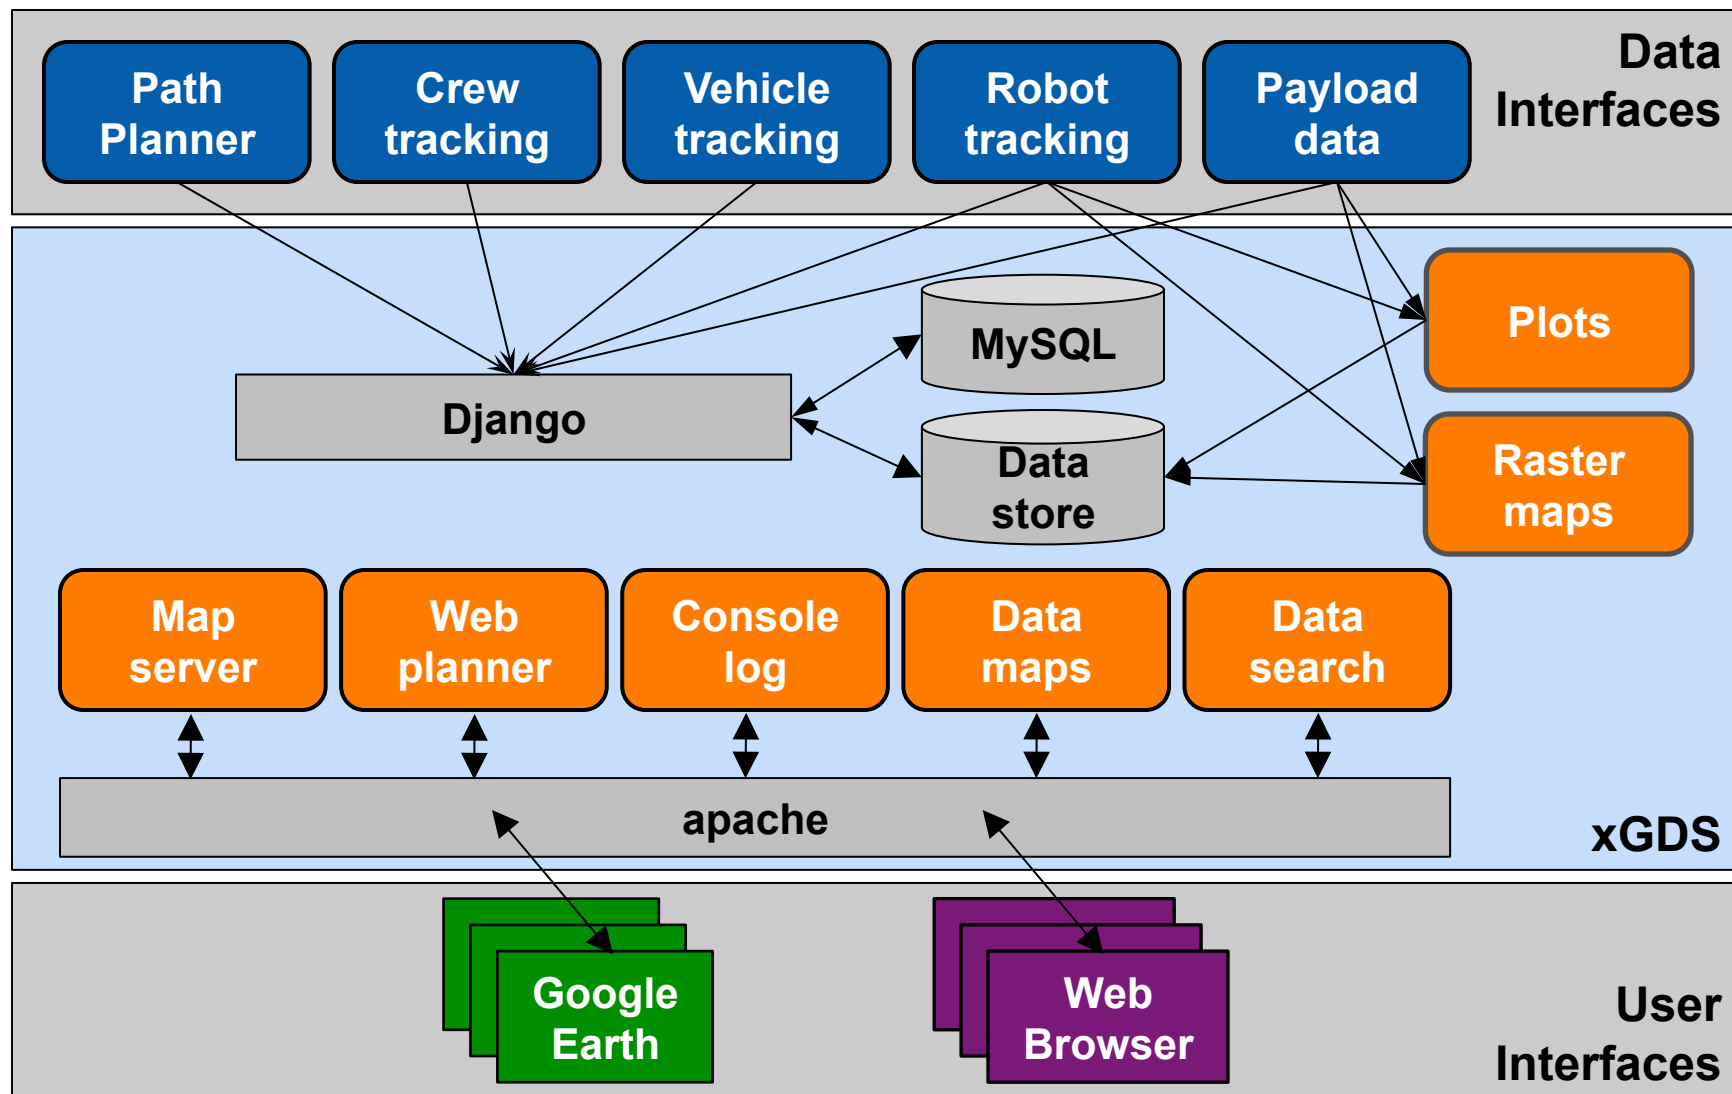 Path
Planner
Crew
tracking
Vehicle
tracking
Robot
tracking
Payload
data
Data
Interfaces
MySQL
Plots
Django
Data
store
Raster
maps
Map
server
Web
planner
Console
log
Data
maps
Data
search
apache
xGDS
Google
Earth
Web
Browser
User
Interfaces